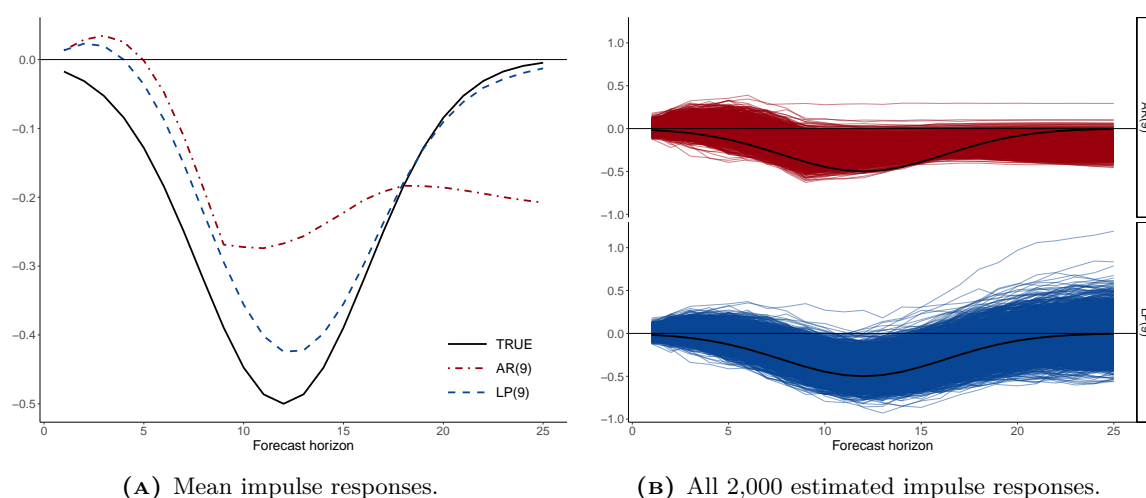 0.0
−0.1
−0.2
−0.3
−0.4
−0.5
0 5 10 15 20 25
Forecast horizon
TRUE
AR(9)
LP(9)
1.0
0.5
0.0
−0.5
−1.0
AR(9)
1.0
0.5
0.0
−0.5
−1.0
0 5 10 15 20 25
Forecast horizon
(A) Mean impulse responses.
(B) All 2,000 estimated impulse responses.